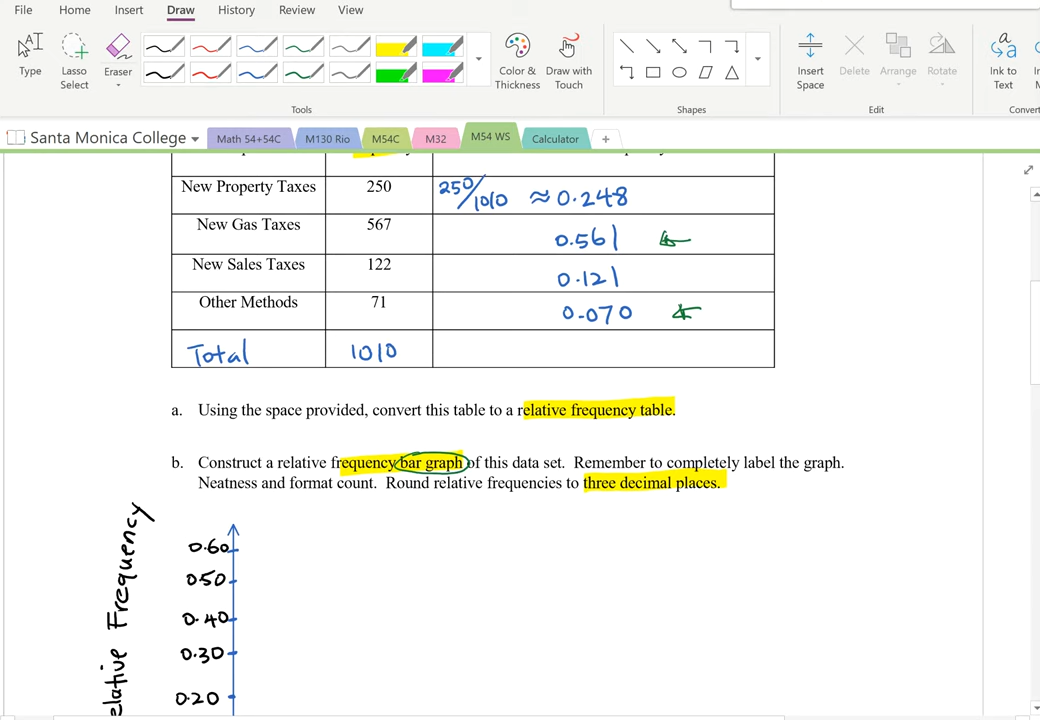 File Home Insert Draw History Review View
Type
Lasso Select
Eraser
Color & Thickness
Draw with Touch
Insert Space
Delete
Arrange
Rotate
Ink to Text
Tools
Shapes
Edit
Convert
Santa Monica College
Math 54+54C M130 Rio M54C M32 M54 WS Calculator
New Property Taxes 250 250/1010 ≈ 0.248
New Gas Taxes 567 0.561 ←
New Sales Taxes 122 0.121
Other Methods 71 0.070 ←
Total 1010
a. Using the space provided, convert this table to a relative frequency table.
b. Construct a relative frequency bar graph of this data set. Remember to completely label the graph.
Neatness and format count. Round relative frequencies to three decimal places.
0.60
0.50
0.40
0.30
0.20
elative Frequency